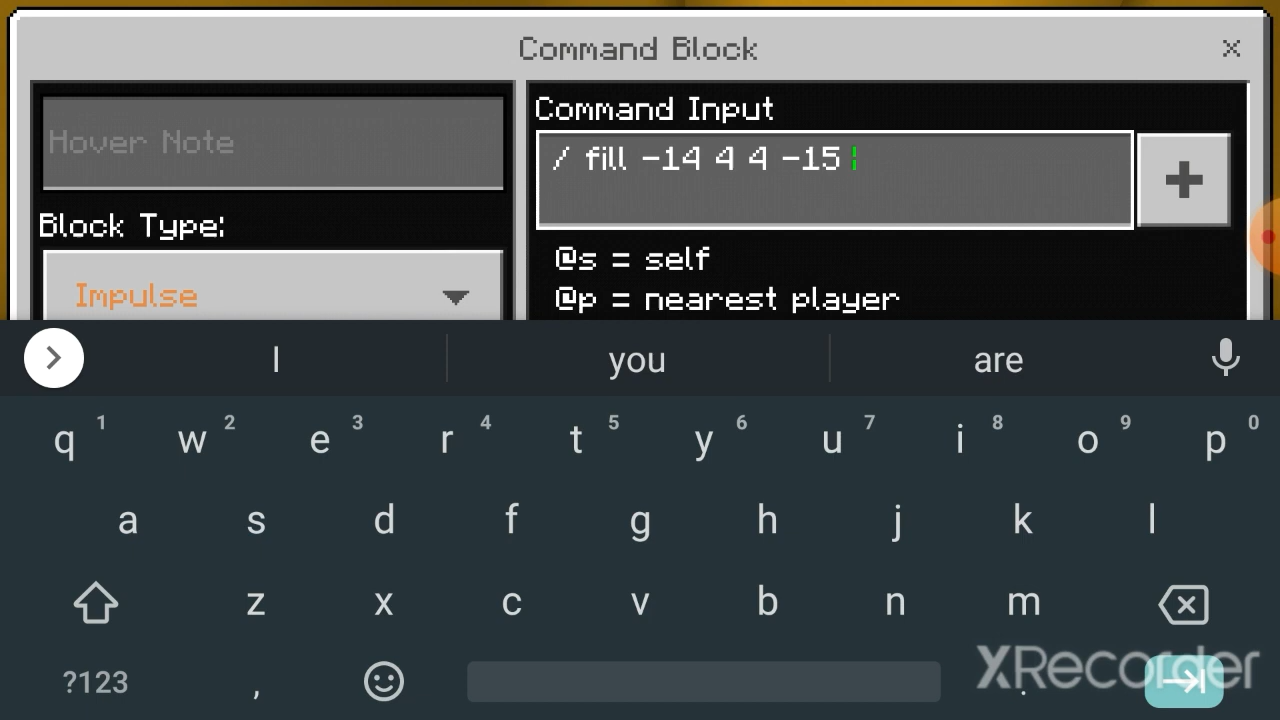 Command Block
×
Hover Note
Command Input
/ fill -14 4 4 -15
+
Block Type:
Impulse
@s = self
@p = nearest player
I you are
q 1 w 2 e 3 r 4 t 5 y 6 u 7 i 8 o 9 p 0
a s d f g h j k l
z x c v b n m
?123 , .
XRecorder